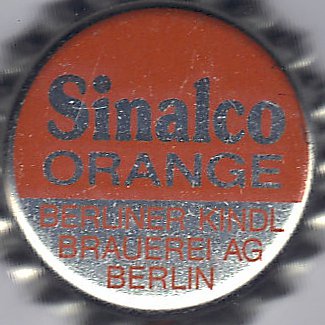 Sinalco
ORANGE
BERLINER KINDL
BRAUEREI AG
BERLIN